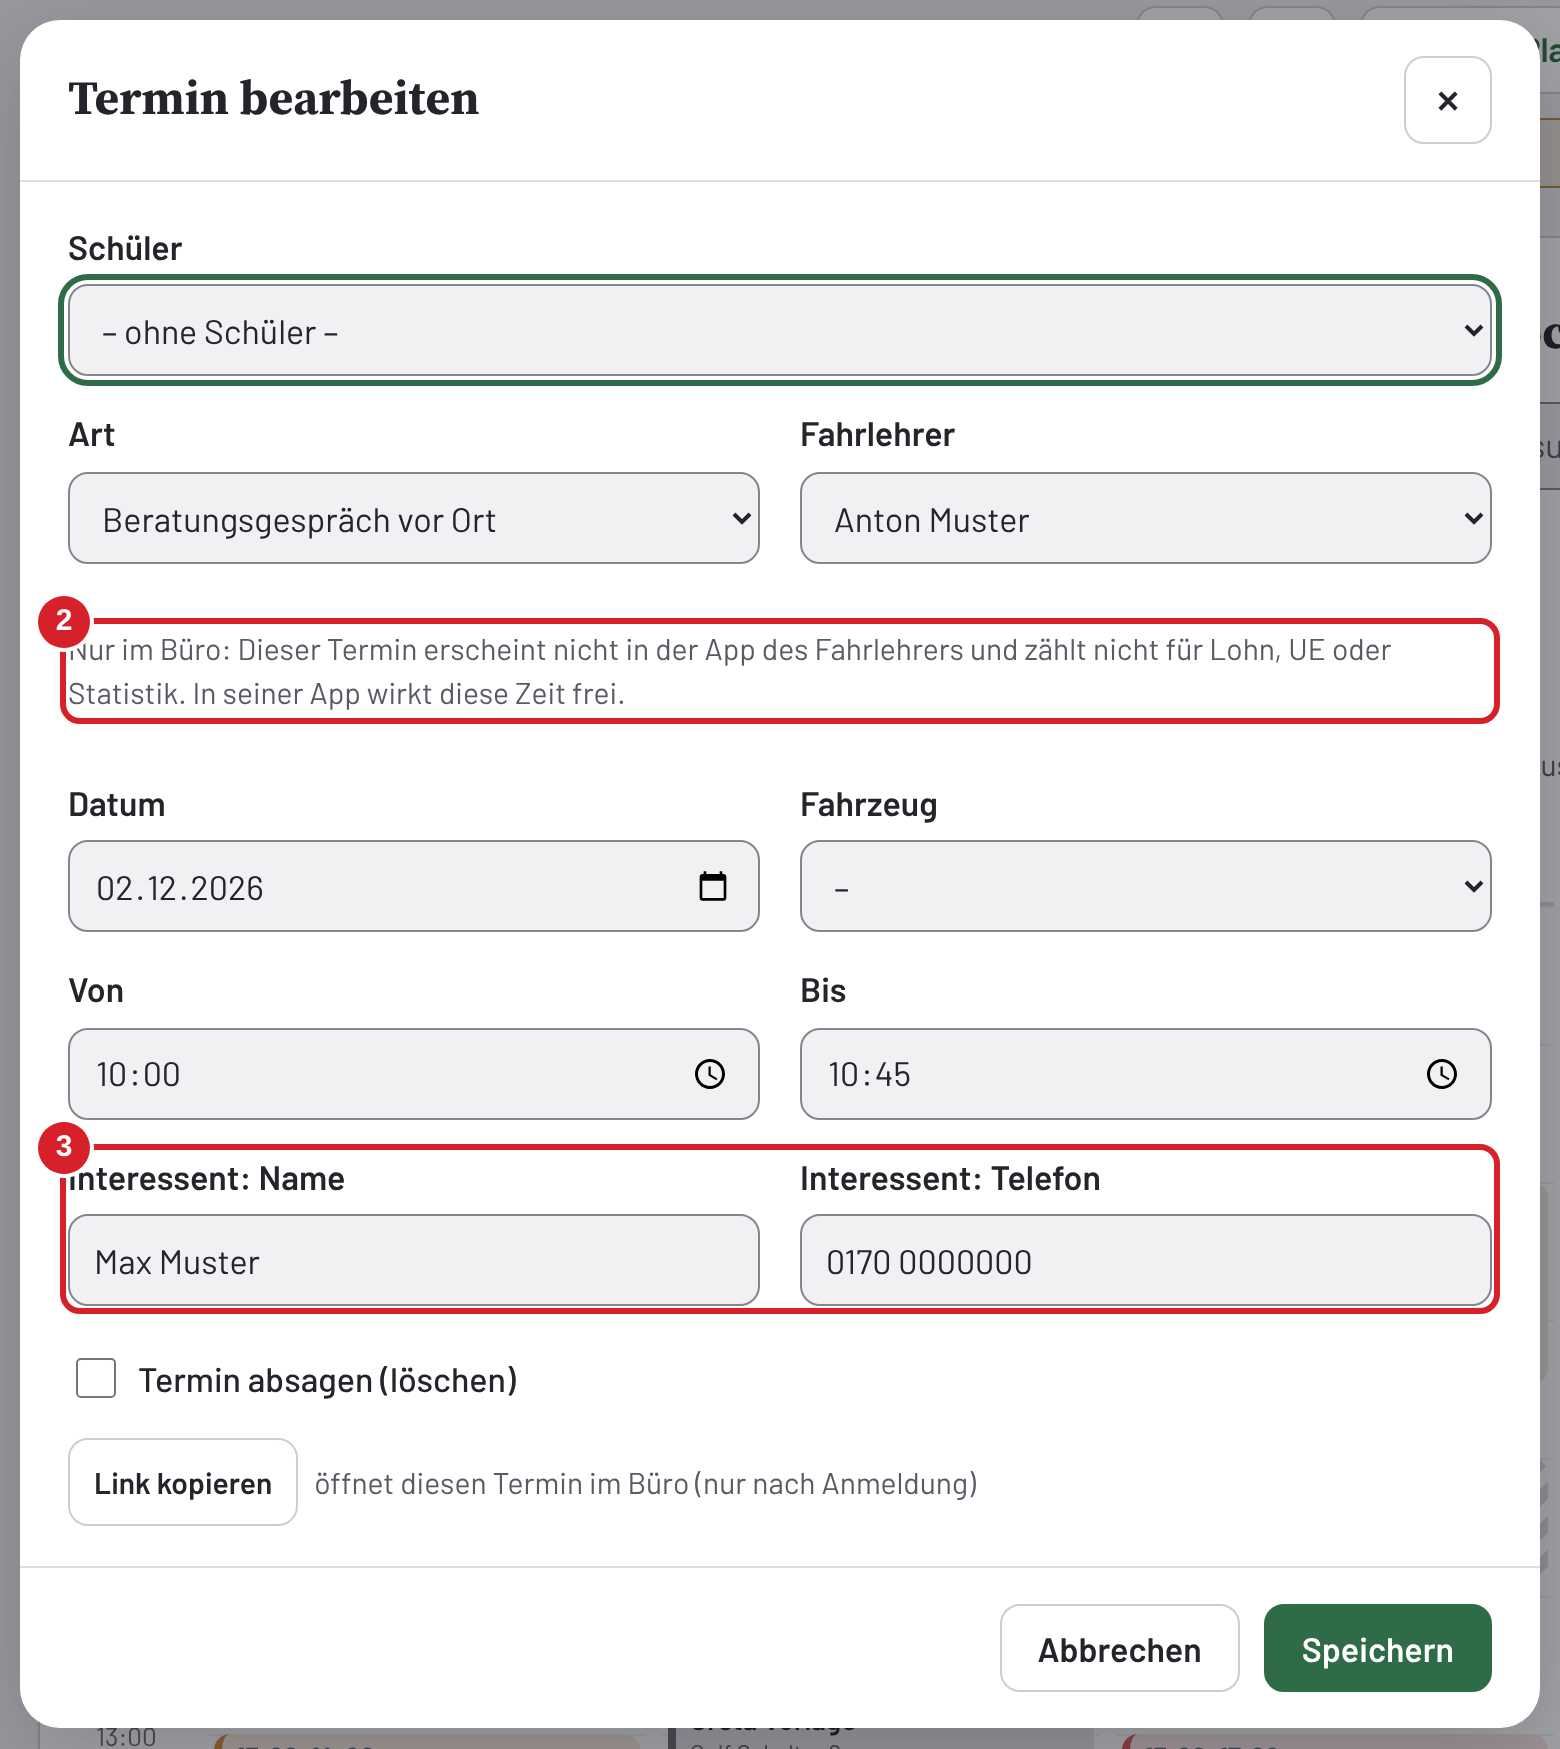 Termin bearbeiten
×
Schüler
– ohne Schüler –
Art
Fahrlehrer
Beratungsgespräch vor Ort
Anton Muster
2
Nur im Büro: Dieser Termin erscheint nicht in der App des Fahrlehrers und zählt nicht für Lohn, UE oder
Statistik. In seiner App wirkt diese Zeit frei.
Datum
Fahrzeug
02.12.2026
–
Von
Bis
10:00
10:45
3
Interessent: Name
Interessent: Telefon
Max Muster
0170 0000000
Termin absagen (löschen)
Link kopieren
öffnet diesen Termin im Büro (nur nach Anmeldung)
Abbrechen
Speichern
13:00